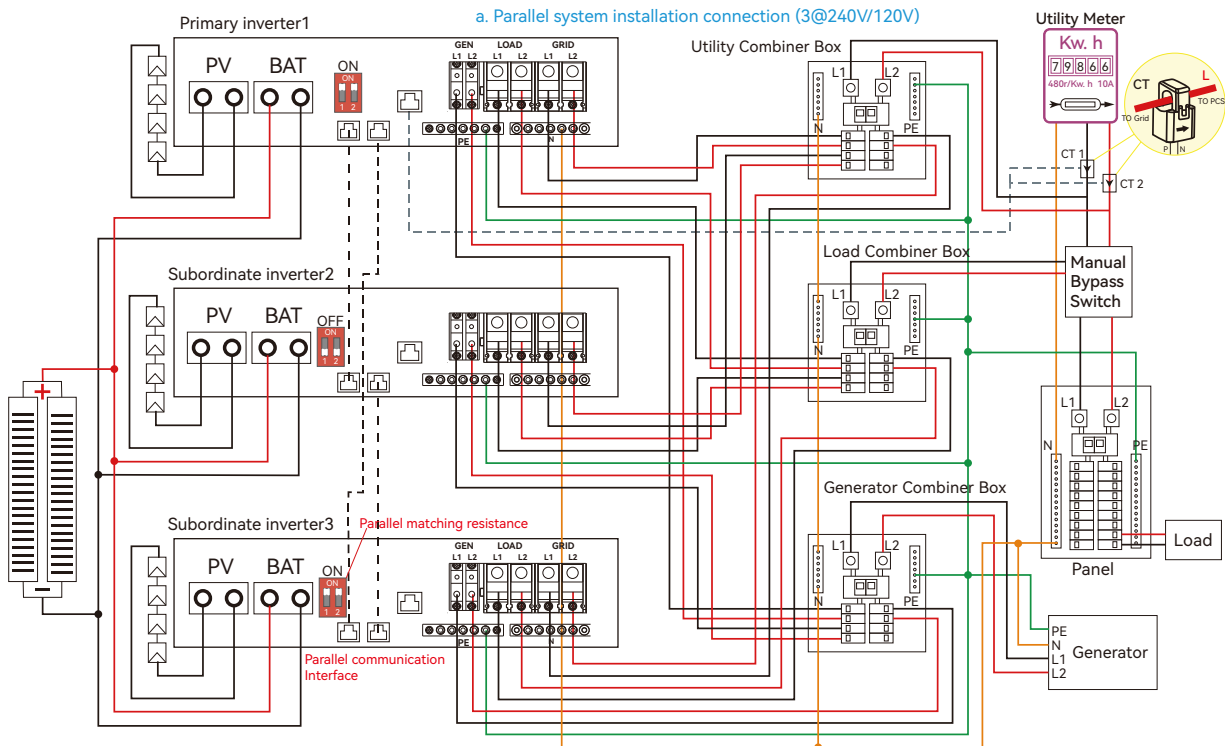 a. Parallel system installation connection (3@240V/120V)
Primary inverter1
PV
BAT
ON
ON
1 2
GEN
LOAD
GRID
L1 L2 L1 L2 L1 L2
PE
N
Utility Combiner Box
L1
L2
N
PE
Utility Meter
Kw. h
7 9 8 6 6
480r/Kw. h 10A
CT
L
TO PCS
TO Grid
P N
CT 1
CT 2
Subordinate inverter2
PV
BAT
OFF
ON
1 2
Load Combiner Box
L1
L2
N
PE
Manual
Bypass
Switch
+
-
L1
L2
N
PE
Panel
Load
Subordinate inverter3
Parallel matching resistance
PV
BAT
ON
ON
1 2
GEN
LOAD
GRID
L1 L2 L1 L2 L1 L2
PE
N
Parallel communication
Interface
Generator Combiner Box
L1
L2
N
PE
PE
N
L1
L2
Generator